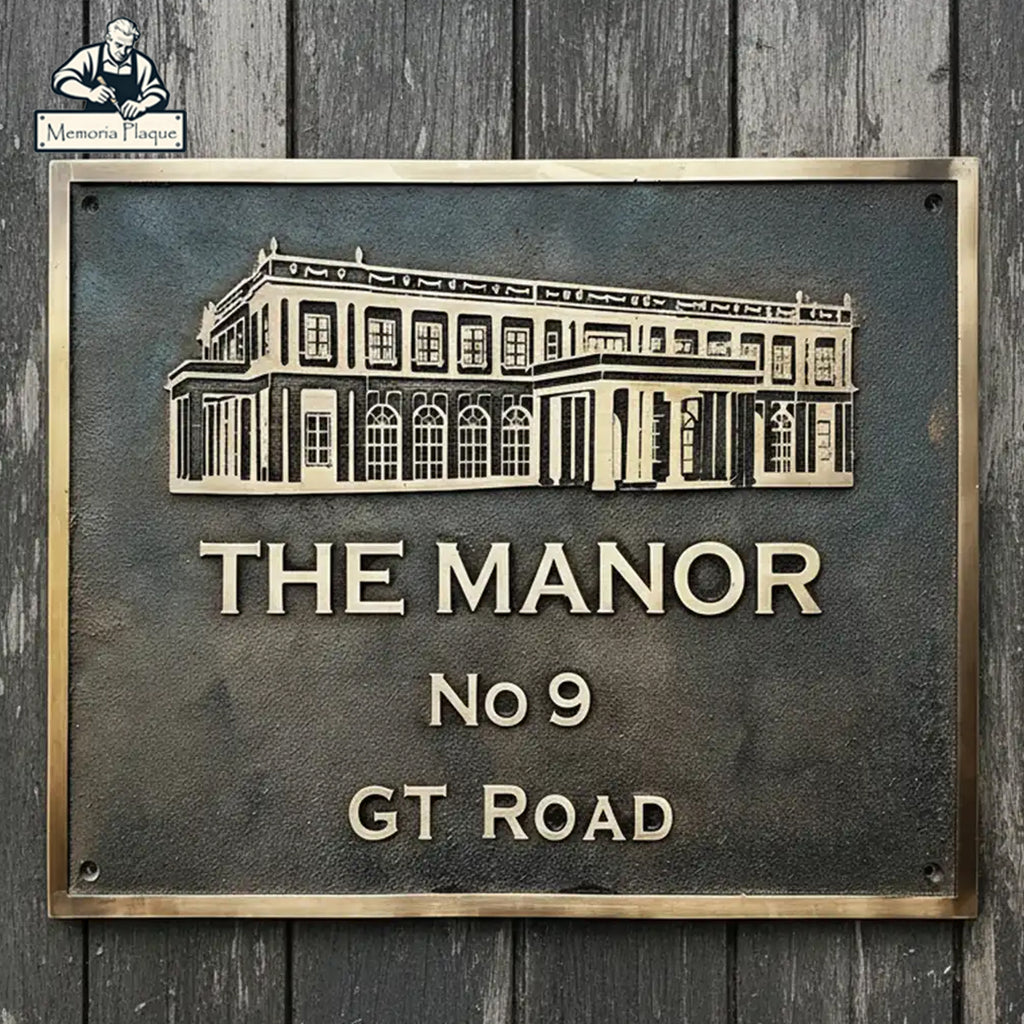 Memoria Plaque
THE MANOR
No 9
GT ROAD